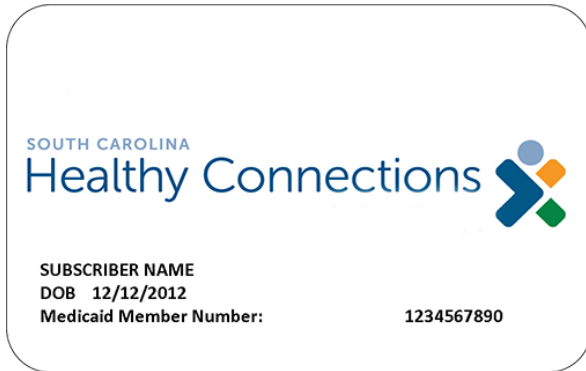 SOUTH CAROLINA
Healthy Connections
SUBSCRIBER NAME
DOB 12/12/2012
Medicaid Member Number: 1234567890